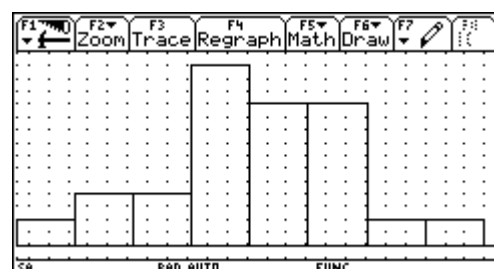 F1 F2 F3 F4 F5 F6 F7
Zoom Trace Regraph Math Draw
RAD AUTO FUNC